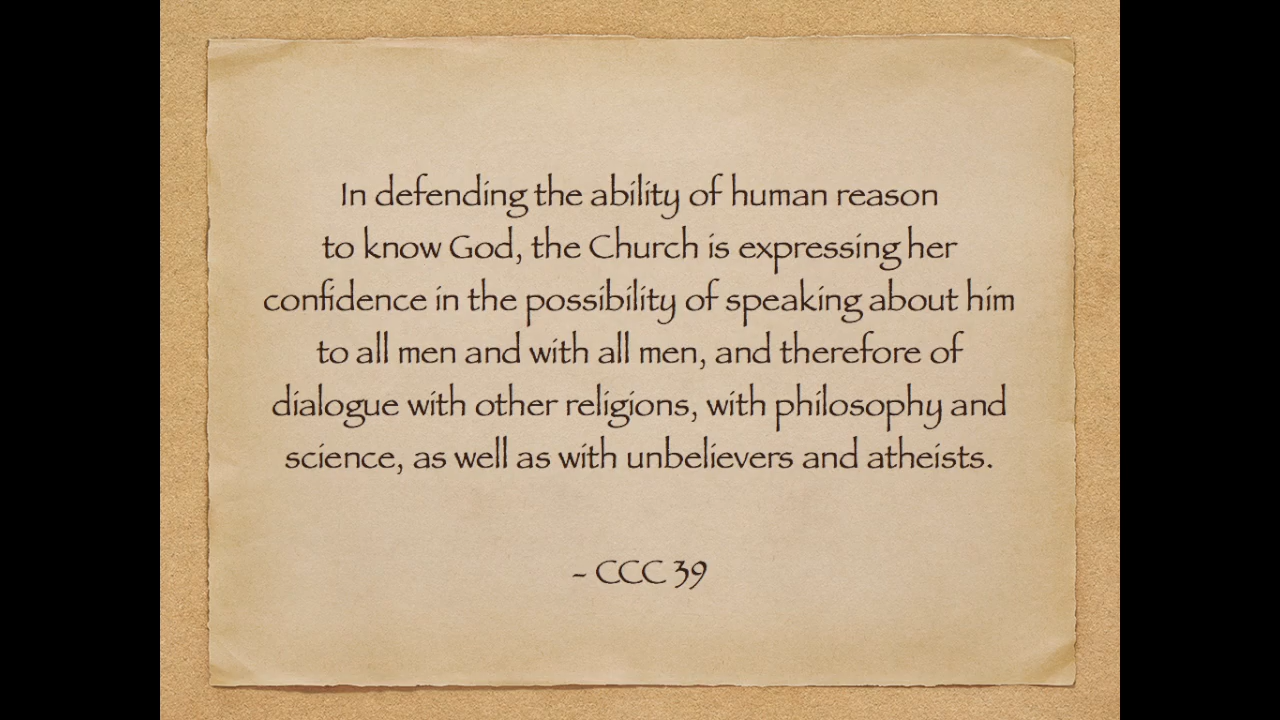 In defending the ability of human reason
to know God, the Church is expressing her
confidence in the possibility of speaking about him
to all men and with all men, and therefore of
dialogue with other religions, with philosophy and
science, as well as with unbelievers and atheists.
– CCC 39